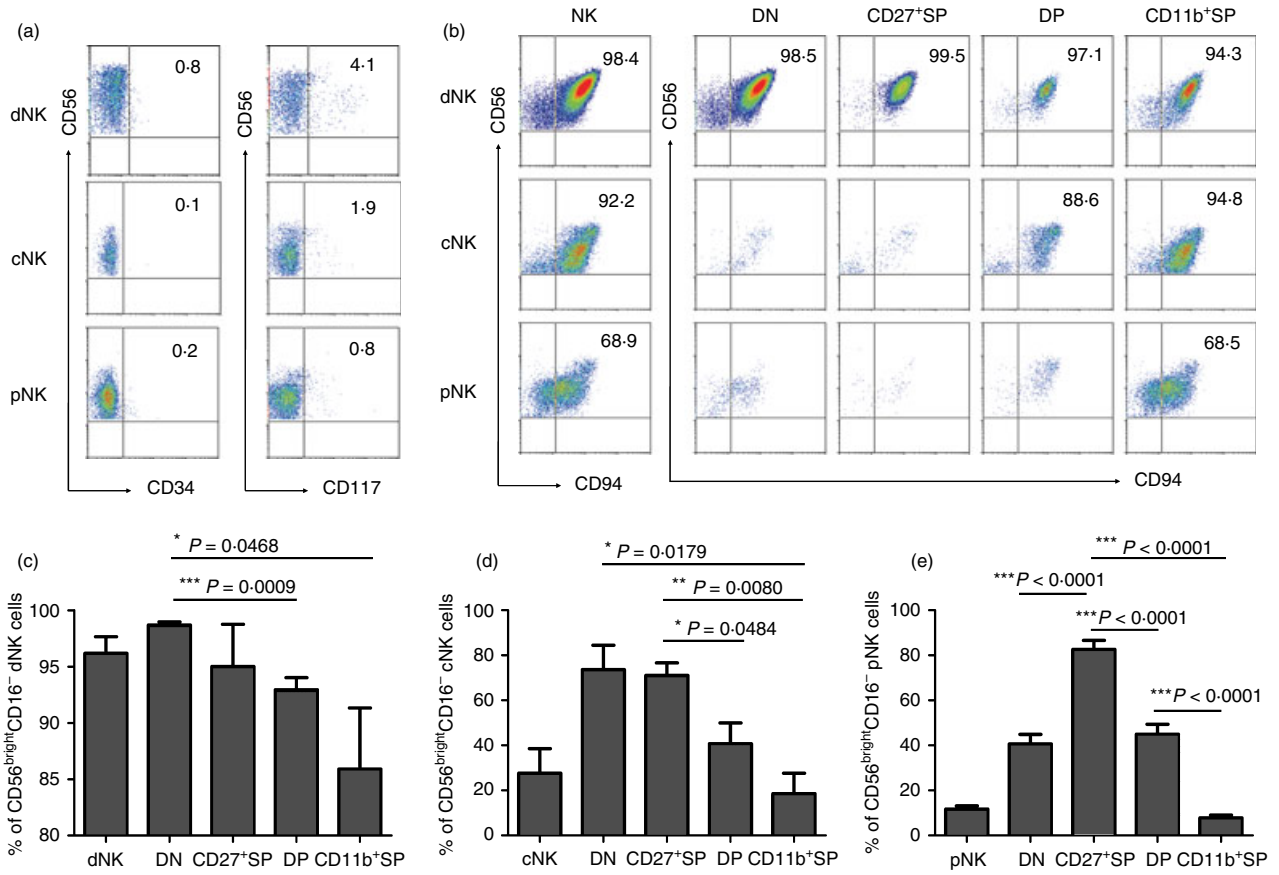 (a)
CD56
CD56
dNK
0·8
4·1
cNK
0·1
1·9
pNK
0·2
0·8
CD34
CD117
(b)
NK DN CD27⁺SP DP CD11b⁺SP
CD56
CD56
dNK
98·4 98·5 99·5 97·1 94·3
cNK
92·2 88·6 94·8
pNK
68·9 68·5
CD94
CD94
(c)
* P = 0·0468
*** P = 0·0009
% of CD56ᵇʳⁱᵍʰᵗCD16⁻ dNK cells
100
95
90
85
80
dNK DN CD27⁺SP DP CD11b⁺SP
(d)
* P = 0·0179
** P = 0·0080
* P = 0·0484
% of CD56ᵇʳⁱᵍʰᵗCD16⁻ cNK cells
100
80
60
40
20
0
cNK DN CD27⁺SP DP CD11b⁺SP
(e)
*** P < 0·0001
***P < 0·0001
***P < 0·0001
***P < 0·0001
% of CD56ᵇʳⁱᵍʰᵗCD16⁻ pNK cells
100
80
60
40
20
0
pNK DN CD27⁺SP DP CD11b⁺SP